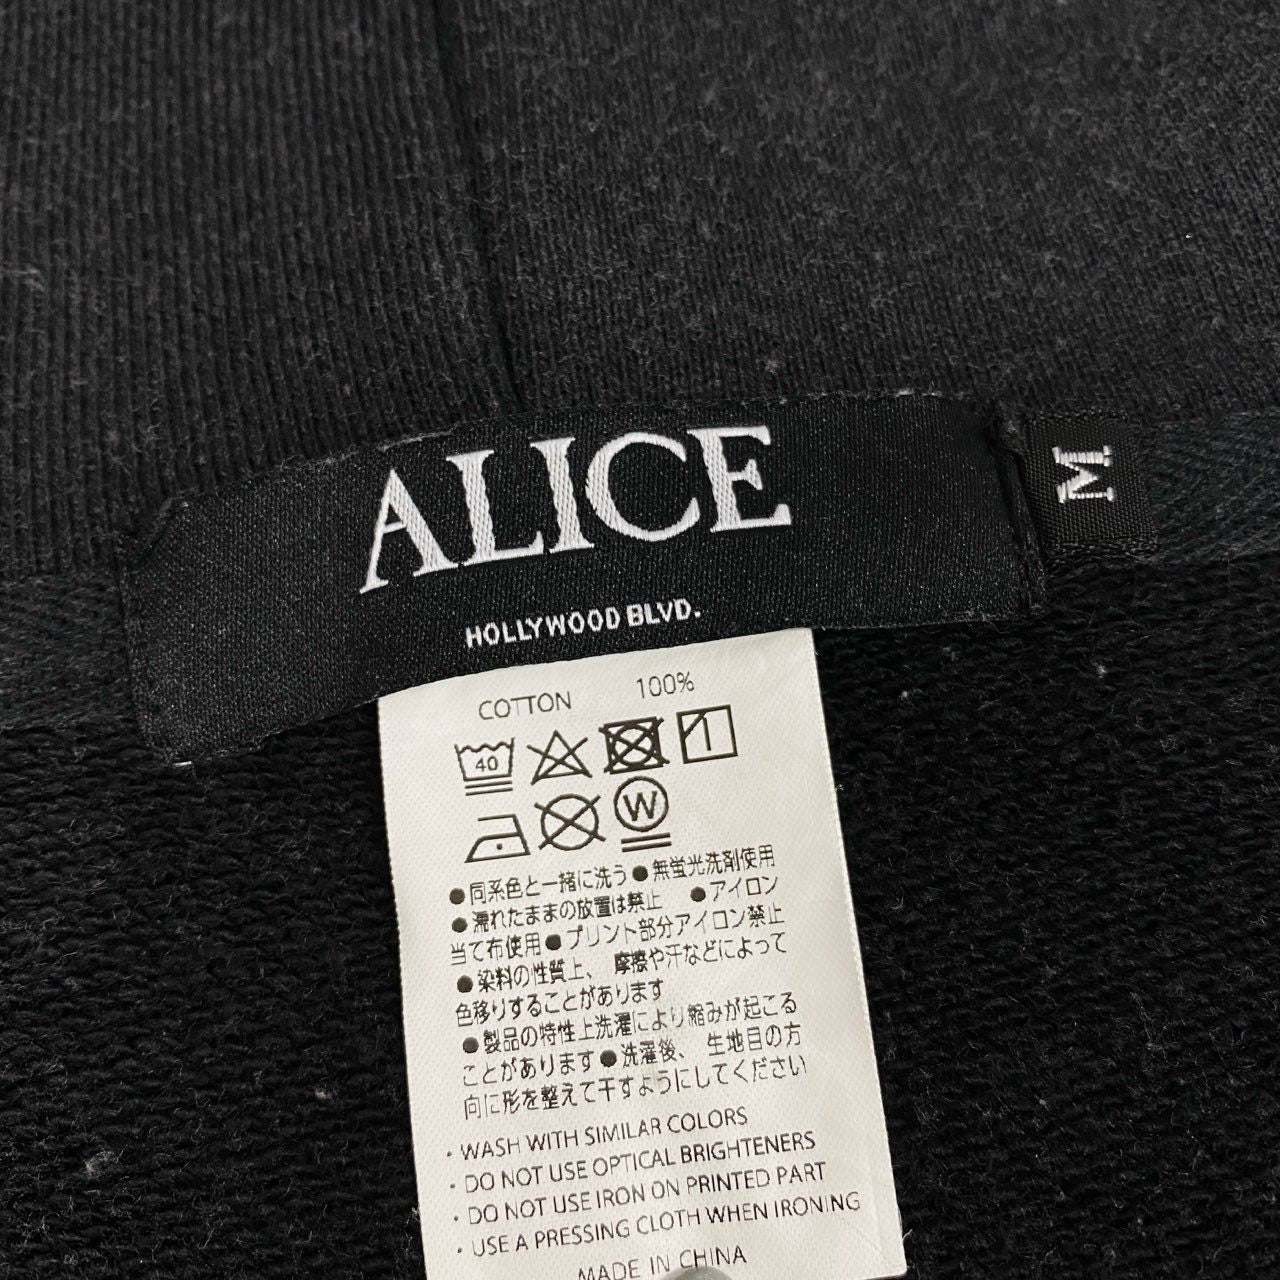 ALICE
M
HOLLYWOOD BLVD.
COTTON 100%
40
W
●同系色と一緒に洗う●無蛍光洗剤使用
●濡れたままの放置は禁止 ●アイロン
当て布使用●プリント部分アイロン禁止
●染料の性質上、摩擦や汗などによって
色移りすることがあります
●製品の特性上洗濯により縮みが起こる
ことがあります●洗濯後、生地目の方
向に形を整えて干すようにしてください
・WASH WITH SIMILAR COLORS
・DO NOT USE OPTICAL BRIGHTENERS
・DO NOT USE IRON ON PRINTED PART
・USE A PRESSING CLOTH WHEN IRONING
MADE IN CHINA